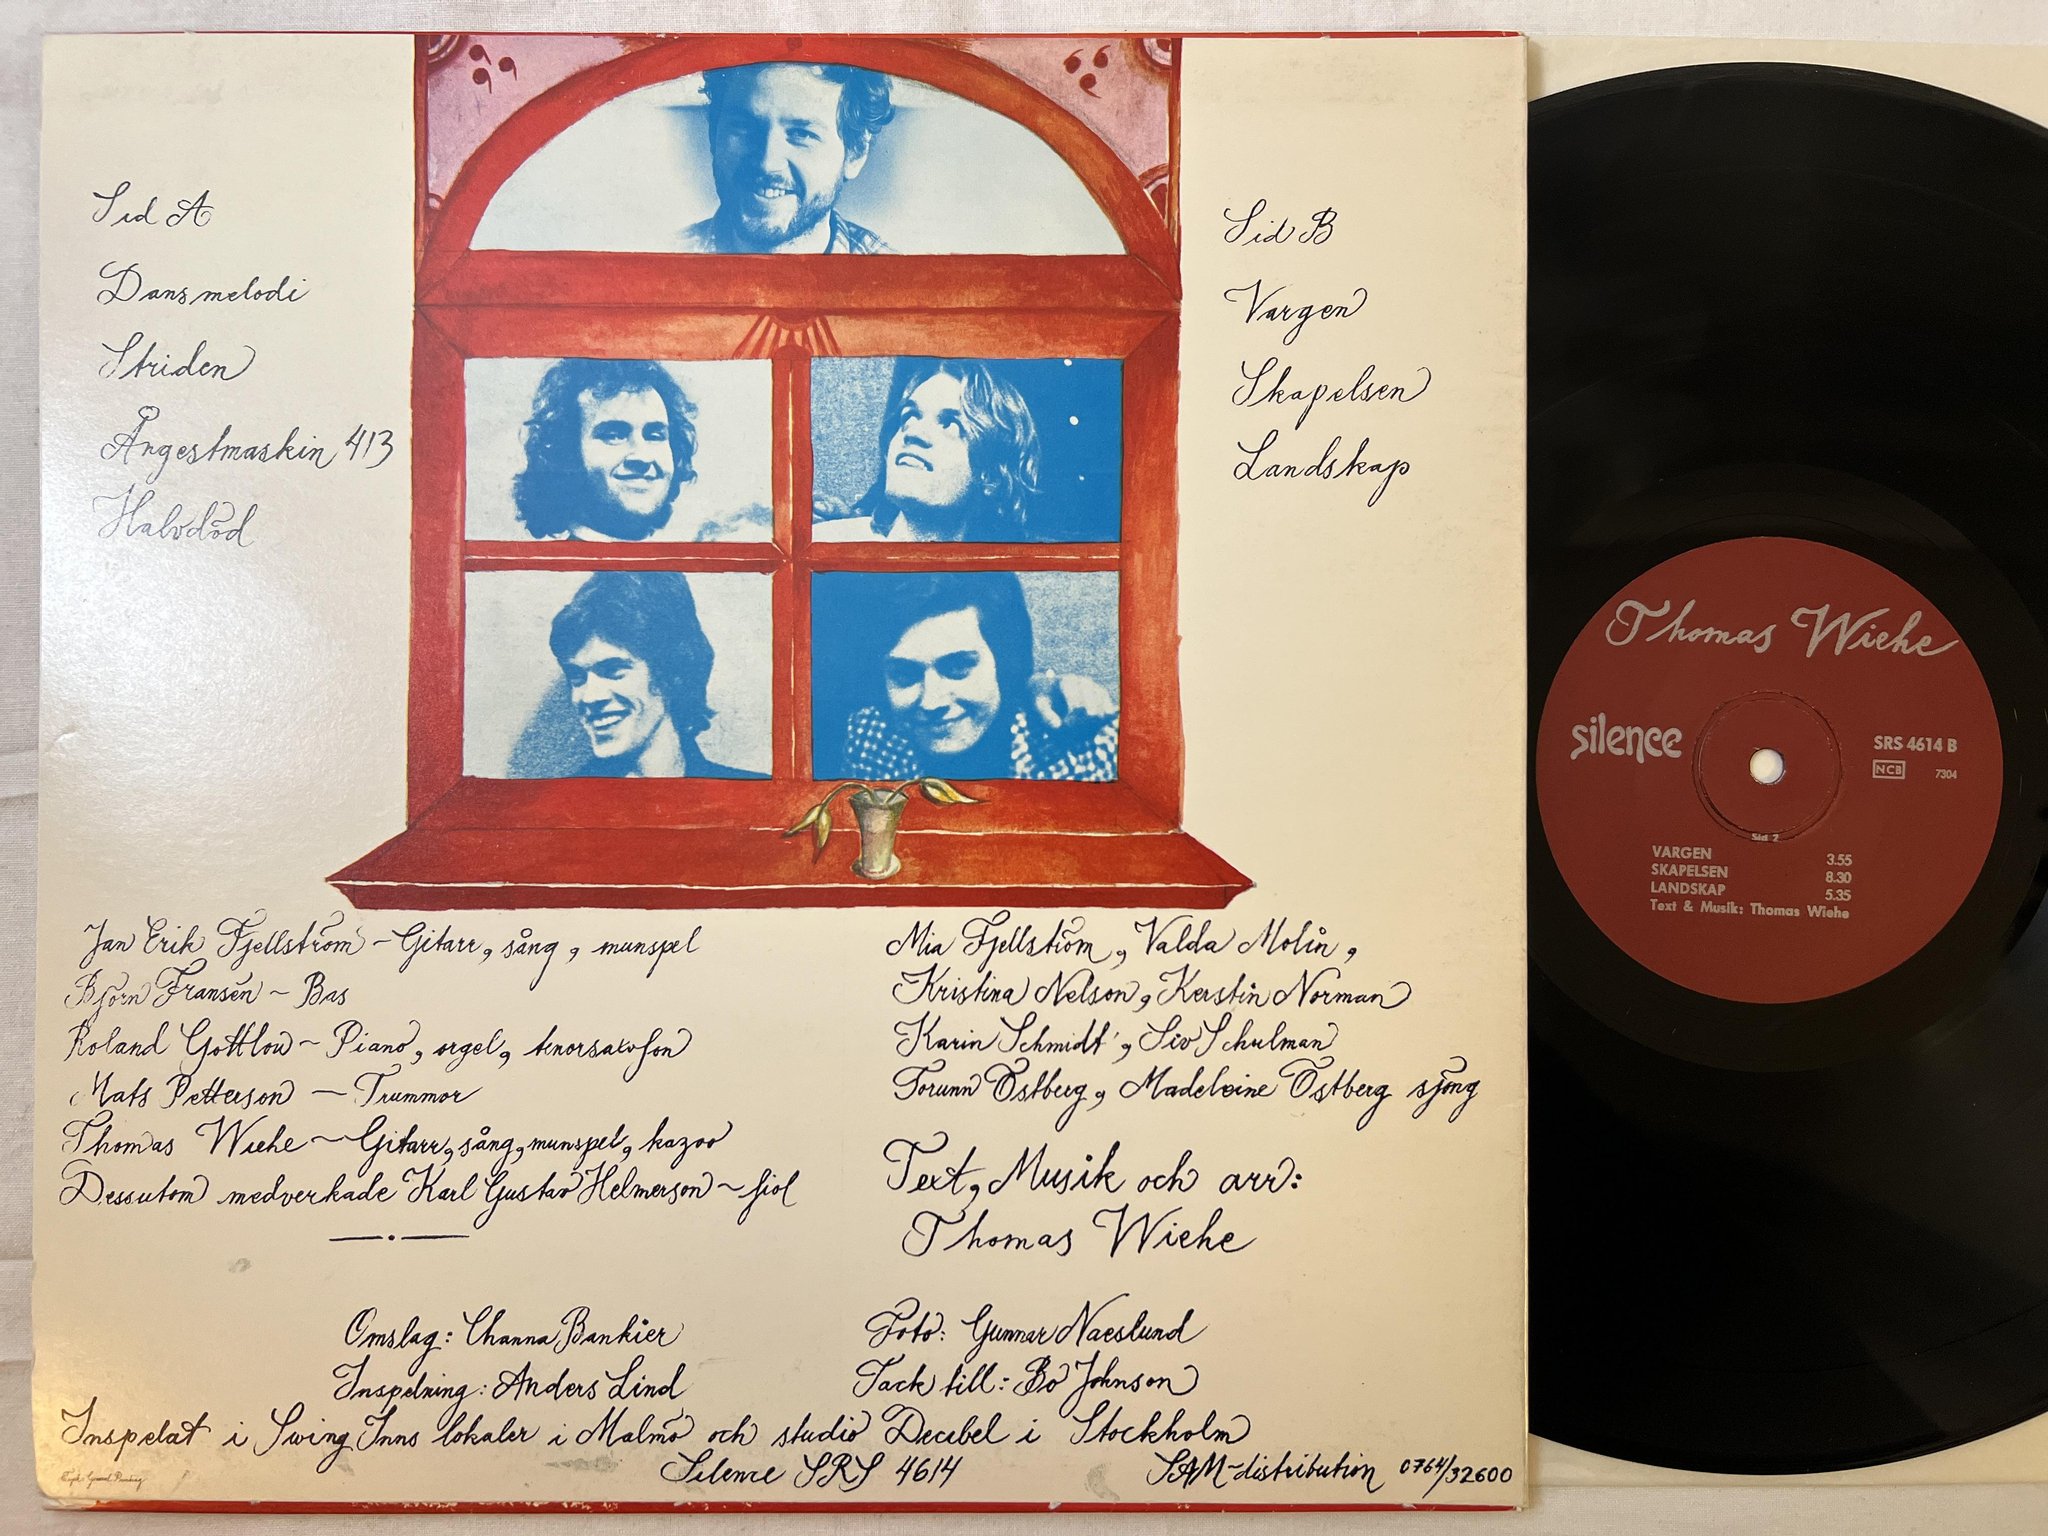 Sid A
Dansmelodi
Striden
Ångestmaskin 413
Halvdöd
Sid B
Vargen
Skapelsen
Landskap
Jan Erik Fjellström – Gitarr, sång, munspel
Björn Fransén – Bas
Roland Gottlow – Piano, orgel, tenorsaxofon
Mats Petterson – Trummor
Thomas Wiehe – Gitarr, sång, munspel, kazoo
Dessutom medverkade Karl Gustav Helmerson – fiol
Mia Fjellström, Valda Molin,
Kristina Nelson, Kerstin Norman
Karin Schmidt, Siv Schulman
Torunn Östberg, Madeleine Östberg sjöng
Text, Musik och arr:
Thomas Wiehe
Omslag: Channa Bankier
Inspelning: Anders Lind
Foto: Gunnar Naeslund
Tack till: Bo Johnson
Inspelat i Swing Inns lokaler i Malmö och studio Decibel i Stockholm
Silence SRS 4614
SAM-distribution 0764/32600
Thomas Wiehe
silence
SRS 4614 B
NCB 7304
Sid 2
VARGEN 3.55
SKAPELSEN 8.30
LANDSKAP 5.35
Text & Musik: Thomas Wiehe